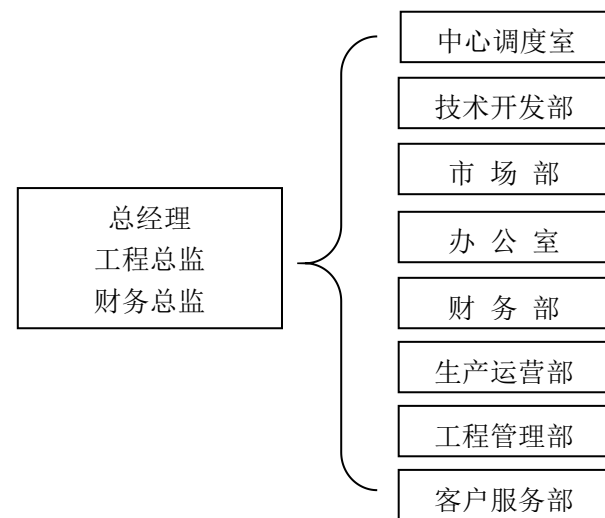 总经理
工程总监
财务总监
中心调度室
技术开发部
市 场 部
办 公 室
财 务 部
生产运营部
工程管理部
客户服务部